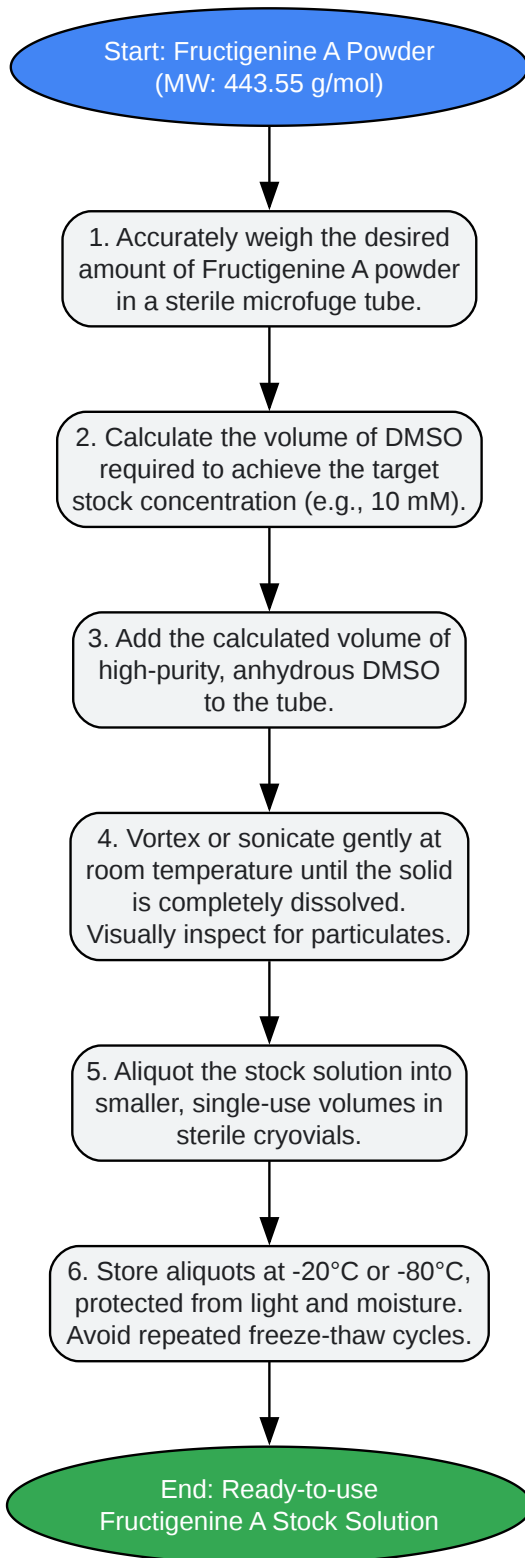 Start: Fructigenine A Powder
(MW: 443.55 g/mol)
1. Accurately weigh the desired
amount of Fructigenine A powder
in a sterile microfuge tube.
2. Calculate the volume of DMSO
required to achieve the target
stock concentration (e.g., 10 mM).
3. Add the calculated volume of
high-purity, anhydrous DMSO
to the tube.
4. Vortex or sonicate gently at
room temperature until the solid
is completely dissolved.
Visually inspect for particulates.
5. Aliquot the stock solution into
smaller, single-use volumes in
sterile cryovials.
6. Store aliquots at -20°C or -80°C,
protected from light and moisture.
Avoid repeated freeze-thaw cycles.
End: Ready-to-use
Fructigenine A Stock Solution